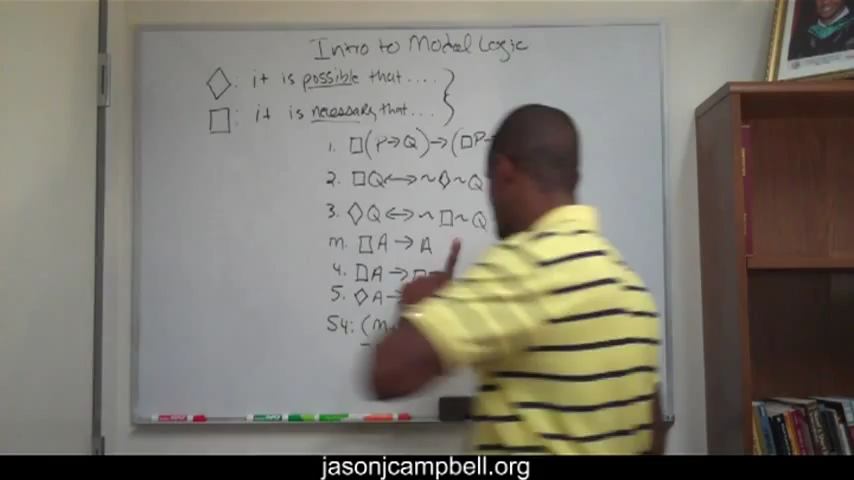 Intro to Modal Logic
◇: it is possible that....
□: it is necessary that...
1. □(P→Q)→(□P→
2. □Q↔~◇~Q
3. ◇Q↔~□~Q
M. □A→A
4. □A→□
5. ◇A→
S4: (M
jasonjcampbell.org